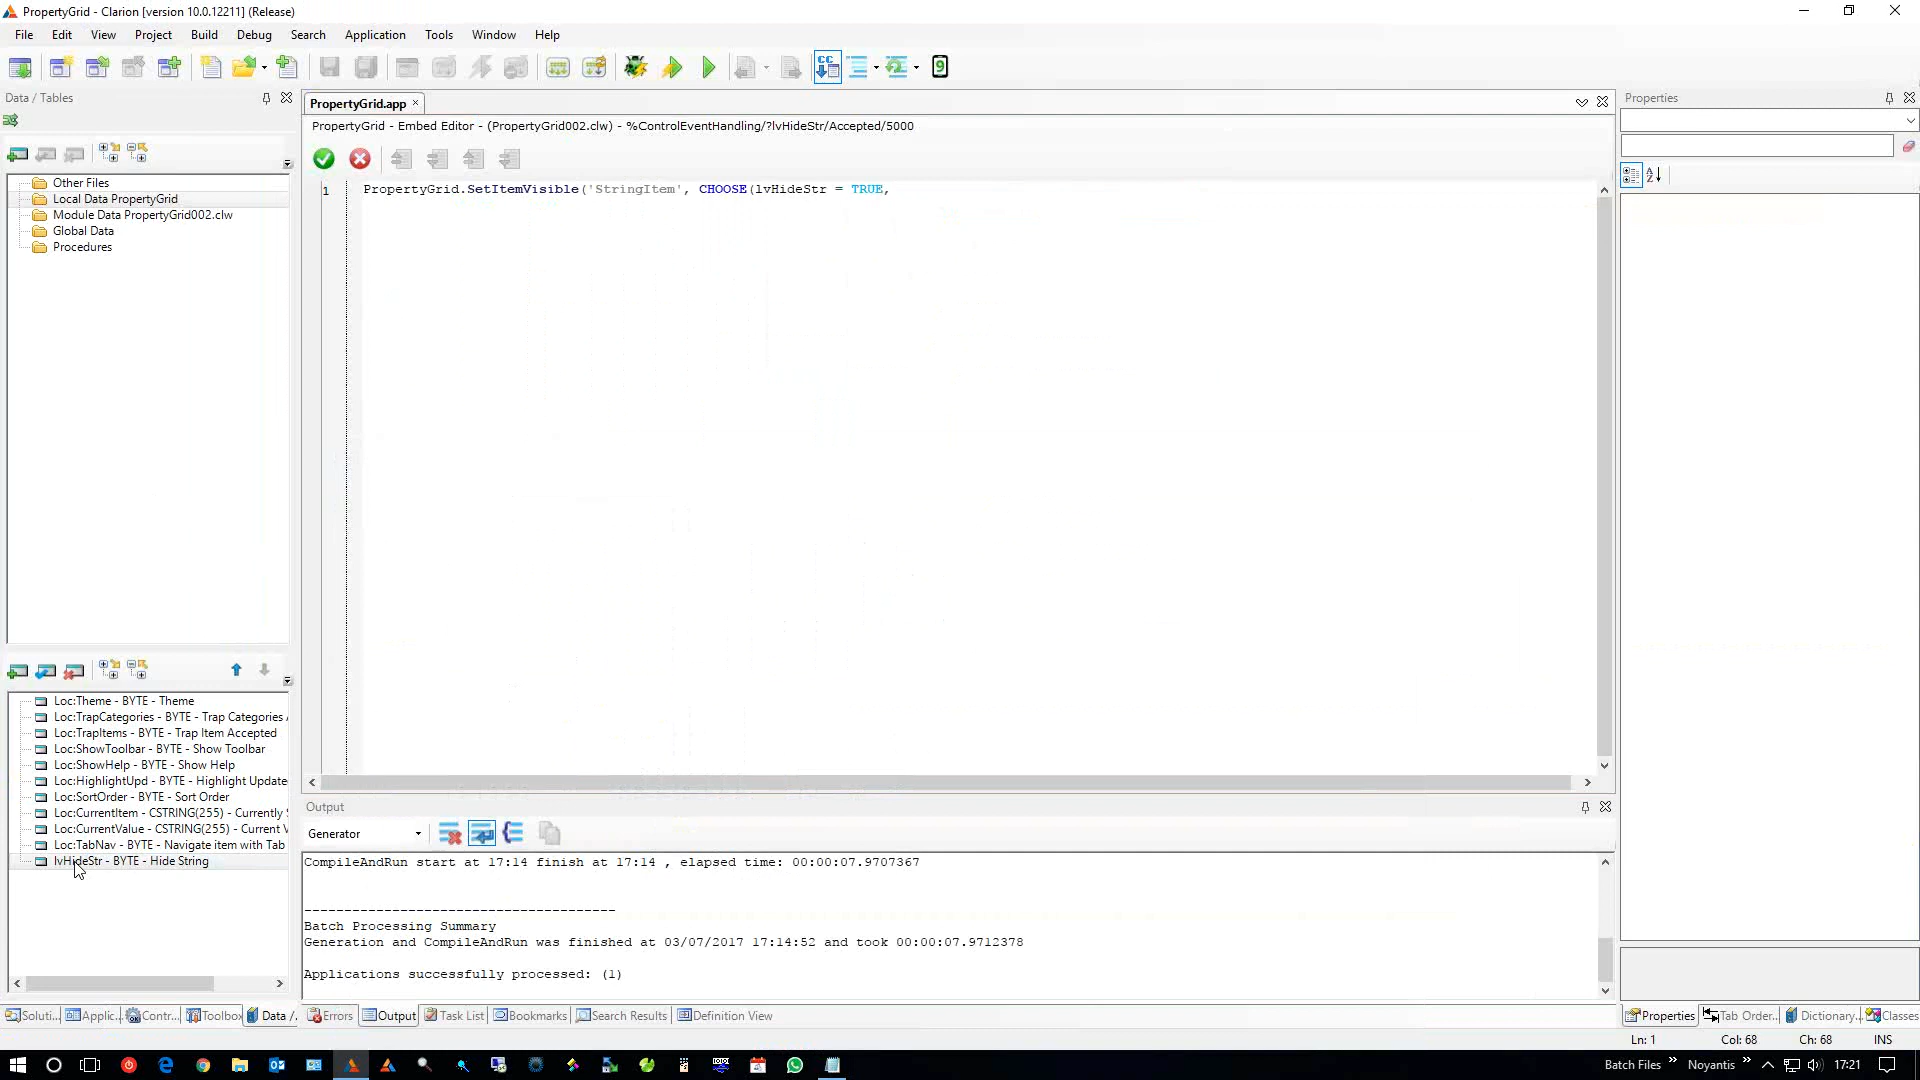 PropertyGrid - Clarion [version 10.0.12211] (Release)
File Edit View Project Build Debug Search Application Tools Window Help
Data / Tables
PropertyGrid.app
Properties
PropertyGrid - Embed Editor - (PropertyGrid002.clw) - %ControlEventHandling/?lvHideStr/Accepted/5000
Other Files
Local Data PropertyGrid
Module Data PropertyGrid002.clw
Global Data
Procedures
1 PropertyGrid.SetItemVisible('StringItem', CHOOSE(lvHideStr = TRUE,
Loc:Theme - BYTE - Theme
Loc:TrapCategories - BYTE - Trap Categories
Loc:TrapItems - BYTE - Trap Item Accepted
Loc:ShowToolbar - BYTE - Show Toolbar
Loc:ShowHelp - BYTE - Show Help
Loc:HighlightUpd - BYTE - Highlight Update
Loc:SortOrder - BYTE - Sort Order
Loc:CurrentItem - CSTRING(255) - Currently
Loc:CurrentValue - CSTRING(255) - Current V
Loc:TabNav - BYTE - Navigate item with Tab
lvHideStr - BYTE - Hide String
Output
Generator
CompileAndRun start at 17:14 finish at 17:14 , elapsed time: 00:00:07.9707367
---------------------------------------
Batch Processing Summary
Generation and CompileAndRun was finished at 03/07/2017 17:14:52 and took 00:00:07.9712378
Applications successfully processed: (1)
Soluti... Applic... Contr... Toolbox Data /. Errors Output Task List Bookmarks Search Results Definition View Properties Tab Order.. Dictionary.. Classes
Ln: 1 Col: 68 Ch: 68 INS
Batch Files Noyantis 17:21